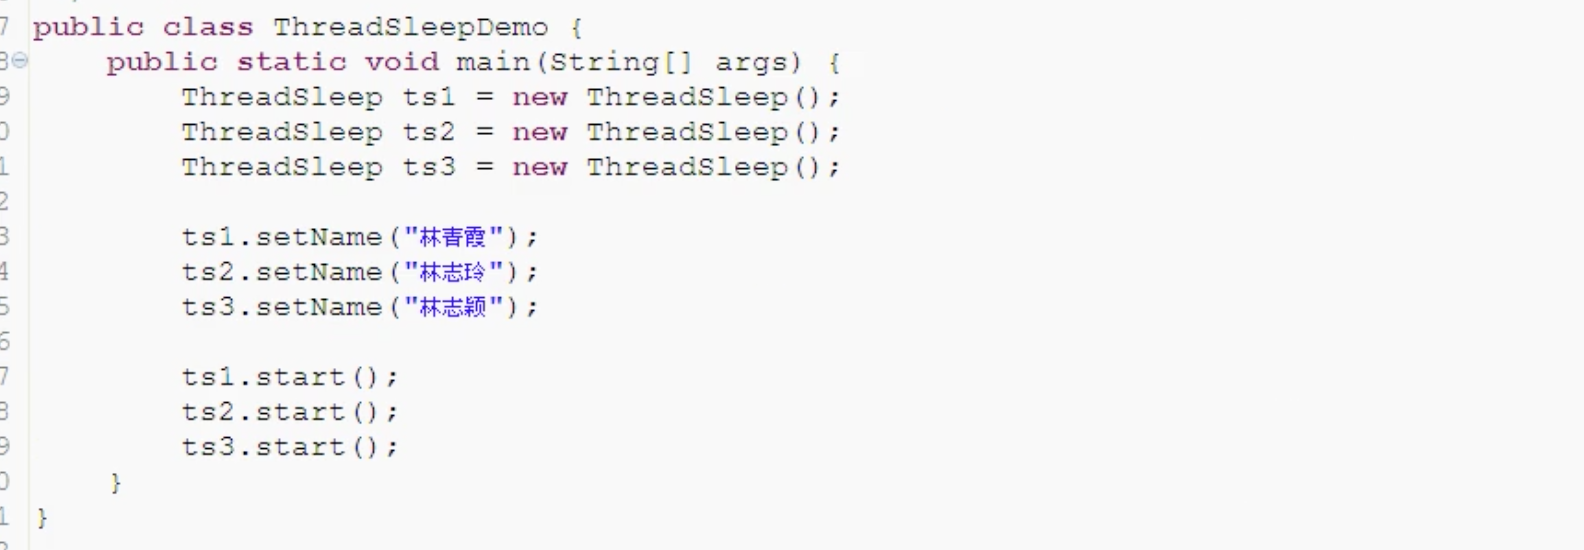 7 public class ThreadSleepDemo {
8 public static void main(String[] args) {
9 ThreadSleep ts1 = new ThreadSleep();
0 ThreadSleep ts2 = new ThreadSleep();
1 ThreadSleep ts3 = new ThreadSleep();
2
3 ts1.setName("林青霞");
4 ts2.setName("林志玲");
5 ts3.setName("林志颖");
6
7 ts1.start();
8 ts2.start();
9 ts3.start();
0 }
1 }